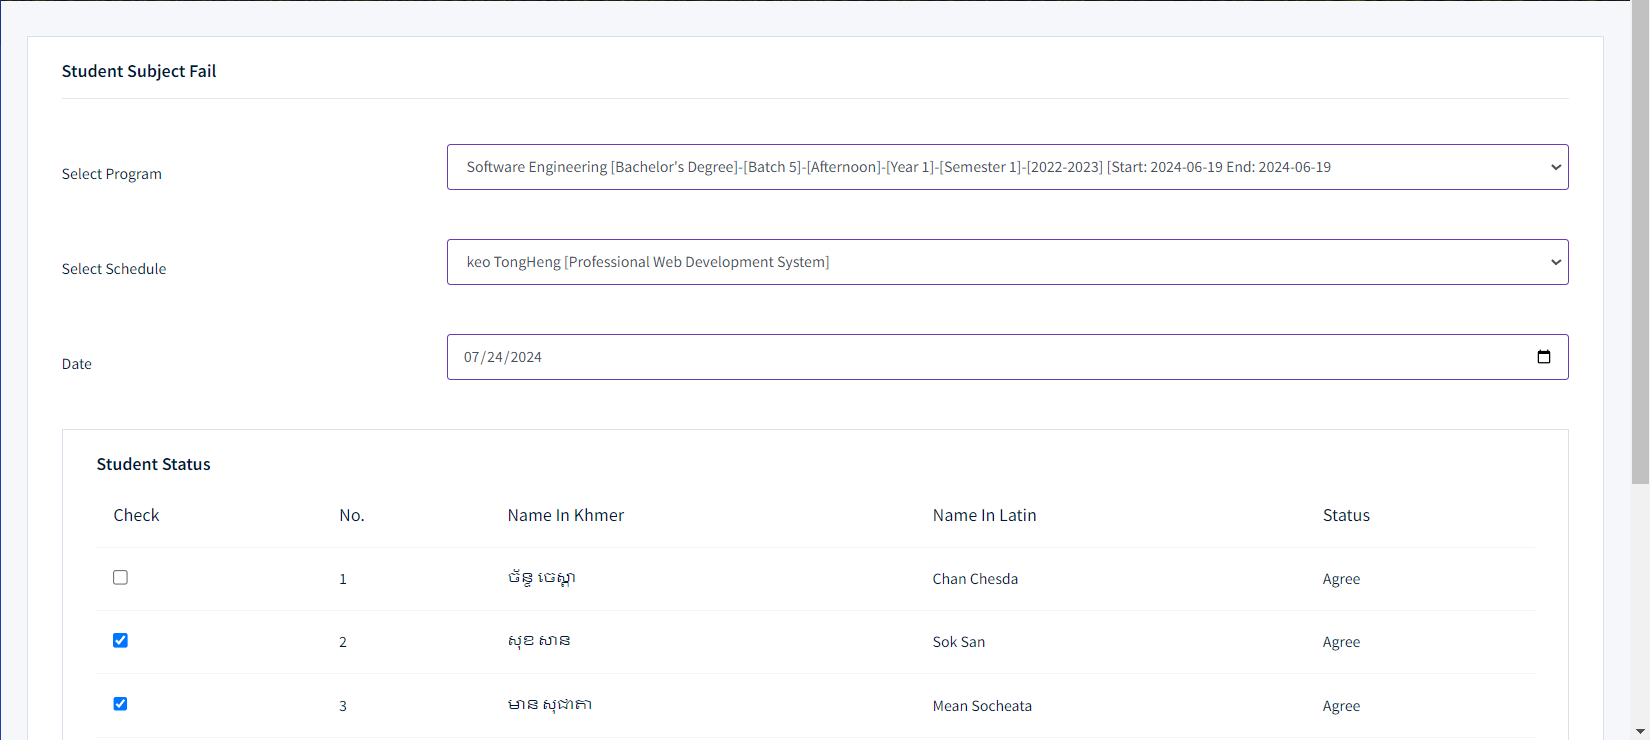 Student Subject Fail
Select Program
Software Engineering [Bachelor's Degree]-[Batch 5]-[Afternoon]-[Year 1]-[Semester 1]-[2022-2023] [Start: 2024-06-19 End: 2024-06-19
Select Schedule
keo TongHeng [Professional Web Development System]
Date
07/24/2024
Student Status
Check No. Name In Khmer Name In Latin Status
1 ច័ន្ទ ចេស្តា Chan Chesda Agree
2 សុខ សាន Sok San Agree
3 មាន សុជាតា Mean Socheata Agree